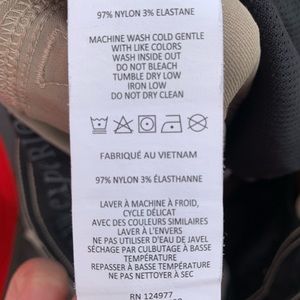 97% NYLON 3% ELASTANE
MACHINE WASH COLD GENTLE
WITH LIKE COLORS
WASH INSIDE OUT
DO NOT BLEACH
TUMBLE DRY LOW
IRON LOW
DO NOT DRY CLEAN
FABRIQUÉ AU VIETNAM
97% NYLON 3% ÉLASTHANNE
LAVER À MACHINE À FROID,
CYCLE DÉLICAT
AVEC DES COULEURS SIMILAIRES
LAVER À L'ENVERS
NE PAS UTILISER D'EAU DE JAVEL
SÉCHAGE PAR CULBUTAGE À BASSE
TEMPÉRATURE
REPASSER À BASSE TEMPÉRATURE
NE PAS NETTOYER À SEC
RN 124977